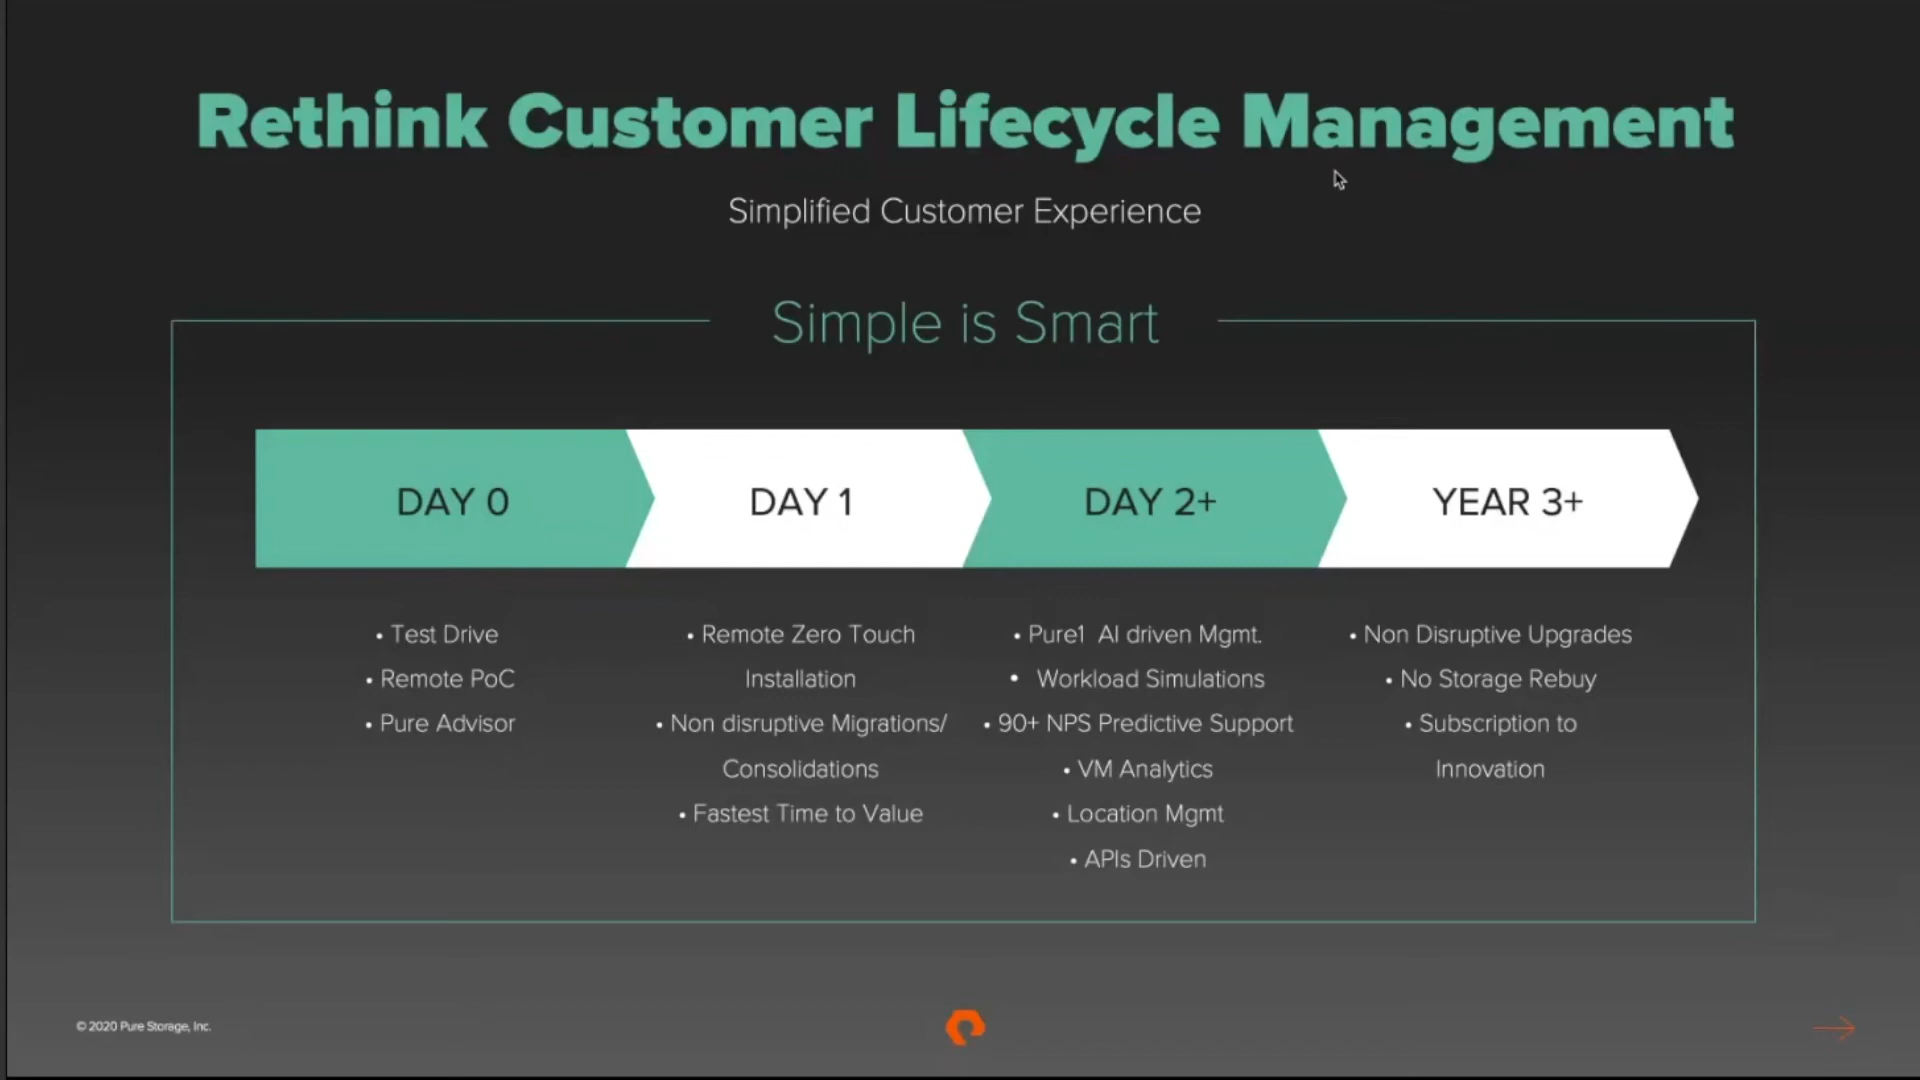 Rethink Customer Lifecycle Management
Simplified Customer Experience
Simple is Smart
DAY 0
• Test Drive
• Remote PoC
• Pure Advisor
DAY 1
• Remote Zero Touch
Installation
• Non disruptive Migrations/
Consolidations
• Fastest Time to Value
DAY 2+
• Pure1 AI driven Mgmt.
• Workload Simulations
• 90+ NPS Predictive Support
• VM Analytics
• Location Mgmt
• APIs Driven
YEAR 3+
• Non Disruptive Upgrades
• No Storage Rebuy
• Subscription to
Innovation
© 2020 Pure Storage, Inc.